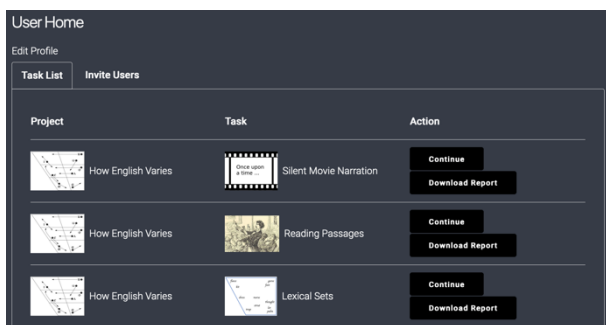 User Home
Edit Profile
Task List Invite Users
Project Task Action
How English Varies
Once upon
a time ...
Silent Movie Narration
Continue
Download Report
How English Varies
Reading Passages
Continue
Download Report
How English Varies
Lexical Sets
Continue
Download Report